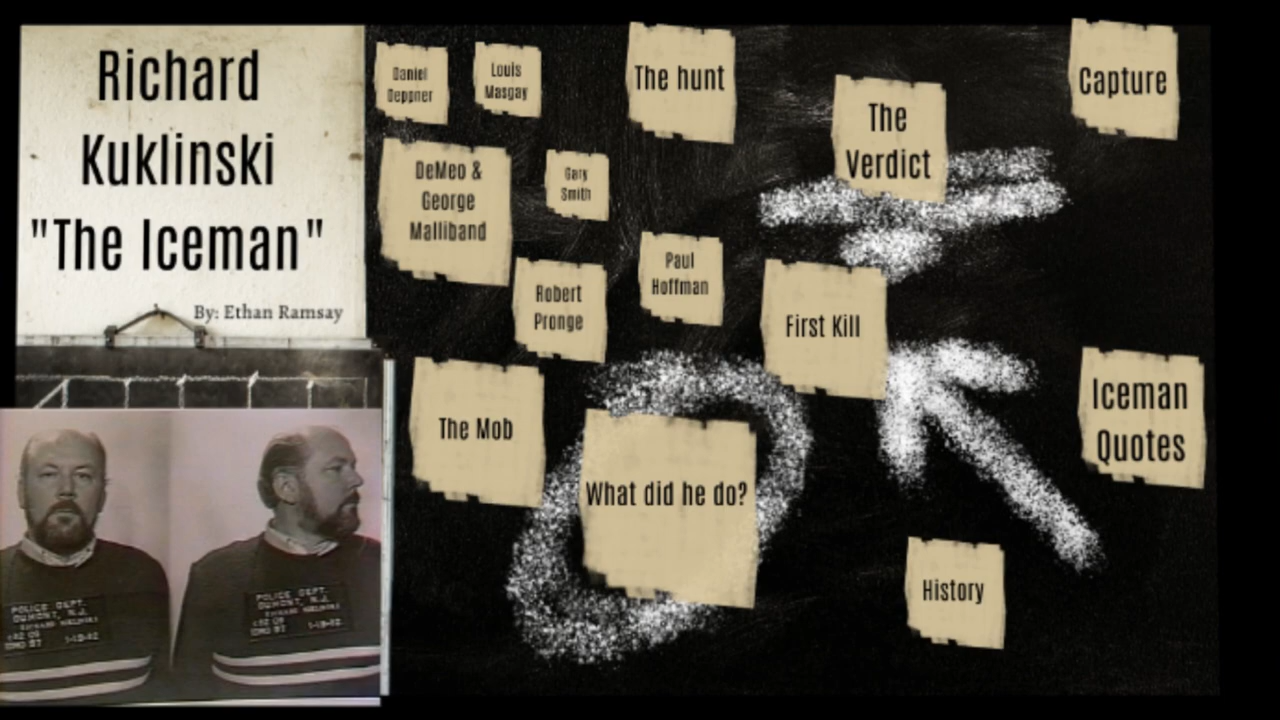 Richard
Kuklinski
"The Iceman"
By: Ethan Ramsay
Daniel
Deppner
Louis
Masgay
The hunt
The
Verdict
Capture
DeMeo &
George
Malliband
Gary
Smith
Paul
Hoffman
Robert
Pronge
First Kill
The Mob
What did he do?
Iceman
Quotes
History
POLICE DEPT.
DUMONT, N.J.
POLICE DEPT.
DUMONT, N.J.